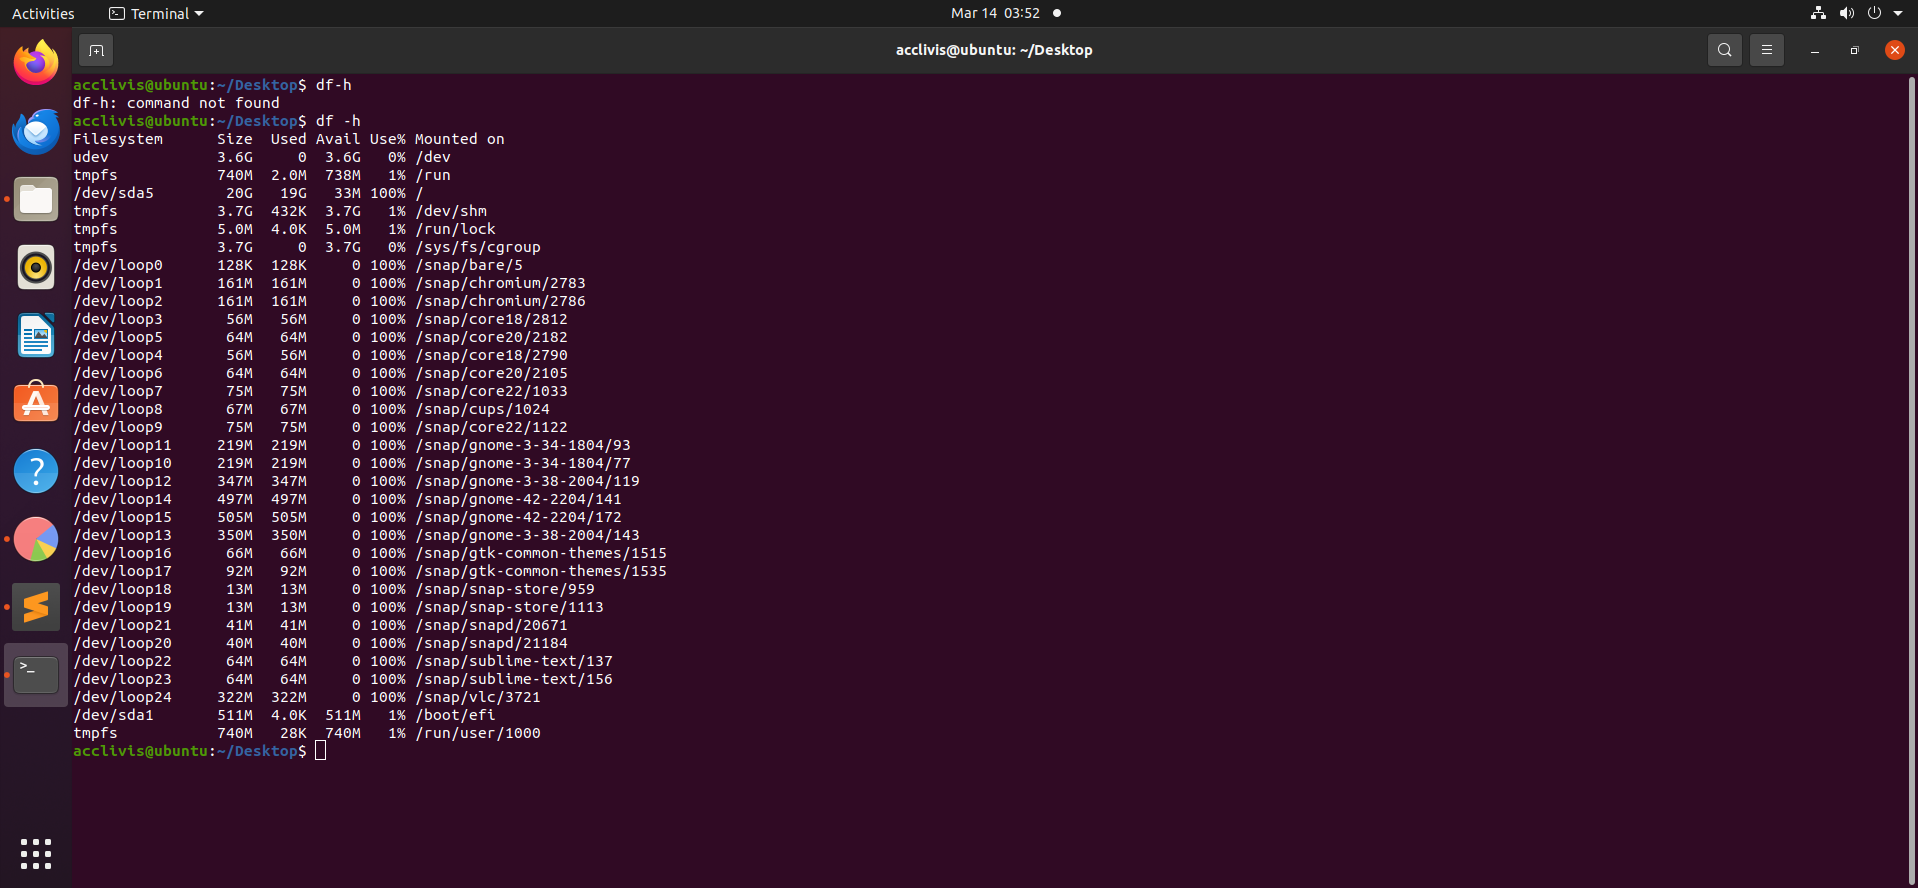 Activities Terminal Mar 14 03:52
acclivis@ubuntu: ~/Desktop
acclivis@ubuntu:~/Desktop$ df-h
df-h: command not found
acclivis@ubuntu:~/Desktop$ df -h
Filesystem      Size  Used Avail Use% Mounted on
udev            3.6G     0  3.6G   0% /dev
tmpfs           740M  2.0M  738M   1% /run
/dev/sda5        20G   19G   33M 100% /
tmpfs           3.7G  432K  3.7G   1% /dev/shm
tmpfs           5.0M  4.0K  5.0M   1% /run/lock
tmpfs           3.7G     0  3.7G   0% /sys/fs/cgroup
/dev/loop0      128K  128K     0 100% /snap/bare/5
/dev/loop1      161M  161M     0 100% /snap/chromium/2783
/dev/loop2      161M  161M     0 100% /snap/chromium/2786
/dev/loop3       56M   56M     0 100% /snap/core18/2812
/dev/loop5       64M   64M     0 100% /snap/core20/2182
/dev/loop4       56M   56M     0 100% /snap/core18/2790
/dev/loop6       64M   64M     0 100% /snap/core20/2105
/dev/loop7       75M   75M     0 100% /snap/core22/1033
/dev/loop8       67M   67M     0 100% /snap/cups/1024
/dev/loop9       75M   75M     0 100% /snap/core22/1122
/dev/loop11     219M  219M     0 100% /snap/gnome-3-34-1804/93
/dev/loop10     219M  219M     0 100% /snap/gnome-3-34-1804/77
/dev/loop12     347M  347M     0 100% /snap/gnome-3-38-2004/119
/dev/loop14     497M  497M     0 100% /snap/gnome-42-2204/141
/dev/loop15     505M  505M     0 100% /snap/gnome-42-2204/172
/dev/loop13     350M  350M     0 100% /snap/gnome-3-38-2004/143
/dev/loop16      66M   66M     0 100% /snap/gtk-common-themes/1515
/dev/loop17      92M   92M     0 100% /snap/gtk-common-themes/1535
/dev/loop18      13M   13M     0 100% /snap/snap-store/959
/dev/loop19      13M   13M     0 100% /snap/snap-store/1113
/dev/loop21      41M   41M     0 100% /snap/snapd/20671
/dev/loop20      40M   40M     0 100% /snap/snapd/21184
/dev/loop22      64M   64M     0 100% /snap/sublime-text/137
/dev/loop23      64M   64M     0 100% /snap/sublime-text/156
/dev/loop24     322M  322M     0 100% /snap/vlc/3721
/dev/sda1       511M  4.0K  511M   1% /boot/efi
tmpfs           740M   28K  740M   1% /run/user/1000
acclivis@ubuntu:~/Desktop$